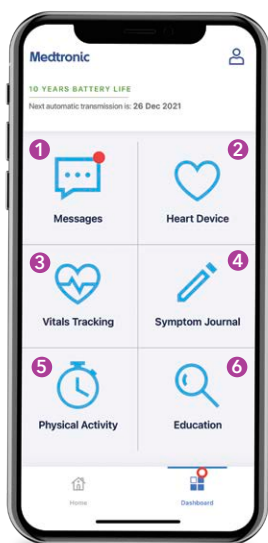 Medtronic
10 YEARS BATTERY LIFE
Next automatic transmission is: 26 Dec 2021
1
2
Messages
Heart Device
3
4
Vitals Tracking
Symptom Journal
5
6
Physical Activity
Education
Home
Dashboard